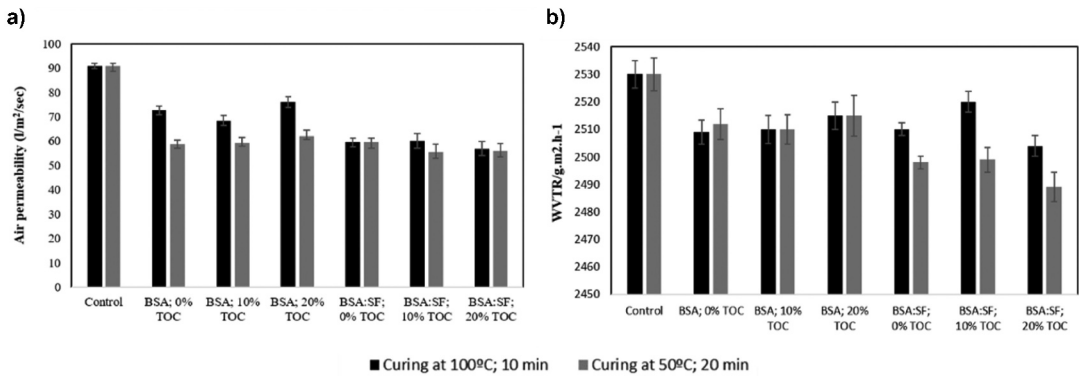 a)
Air permeability (l/m²/sec)
100
90
80
70
60
50
40
30
20
10
0
Control
BSA; 0%
TOC
BSA; 10%
TOC
BSA; 20%
TOC
BSA:SF;
0% TOC
BSA:SF;
10% TOC
BSA:SF;
20% TOC
b)
WVTR/g.m2.h-1
2540
2530
2520
2510
2500
2490
2480
2470
2460
2450
Control
BSA; 0% TOC
BSA; 10%
TOC
BSA; 20%
TOC
BSA:SF;
0% TOC
BSA:SF;
10% TOC
BSA:SF;
20% TOC
Curing at 100ºC; 10 min
Curing at 50ºC; 20 min